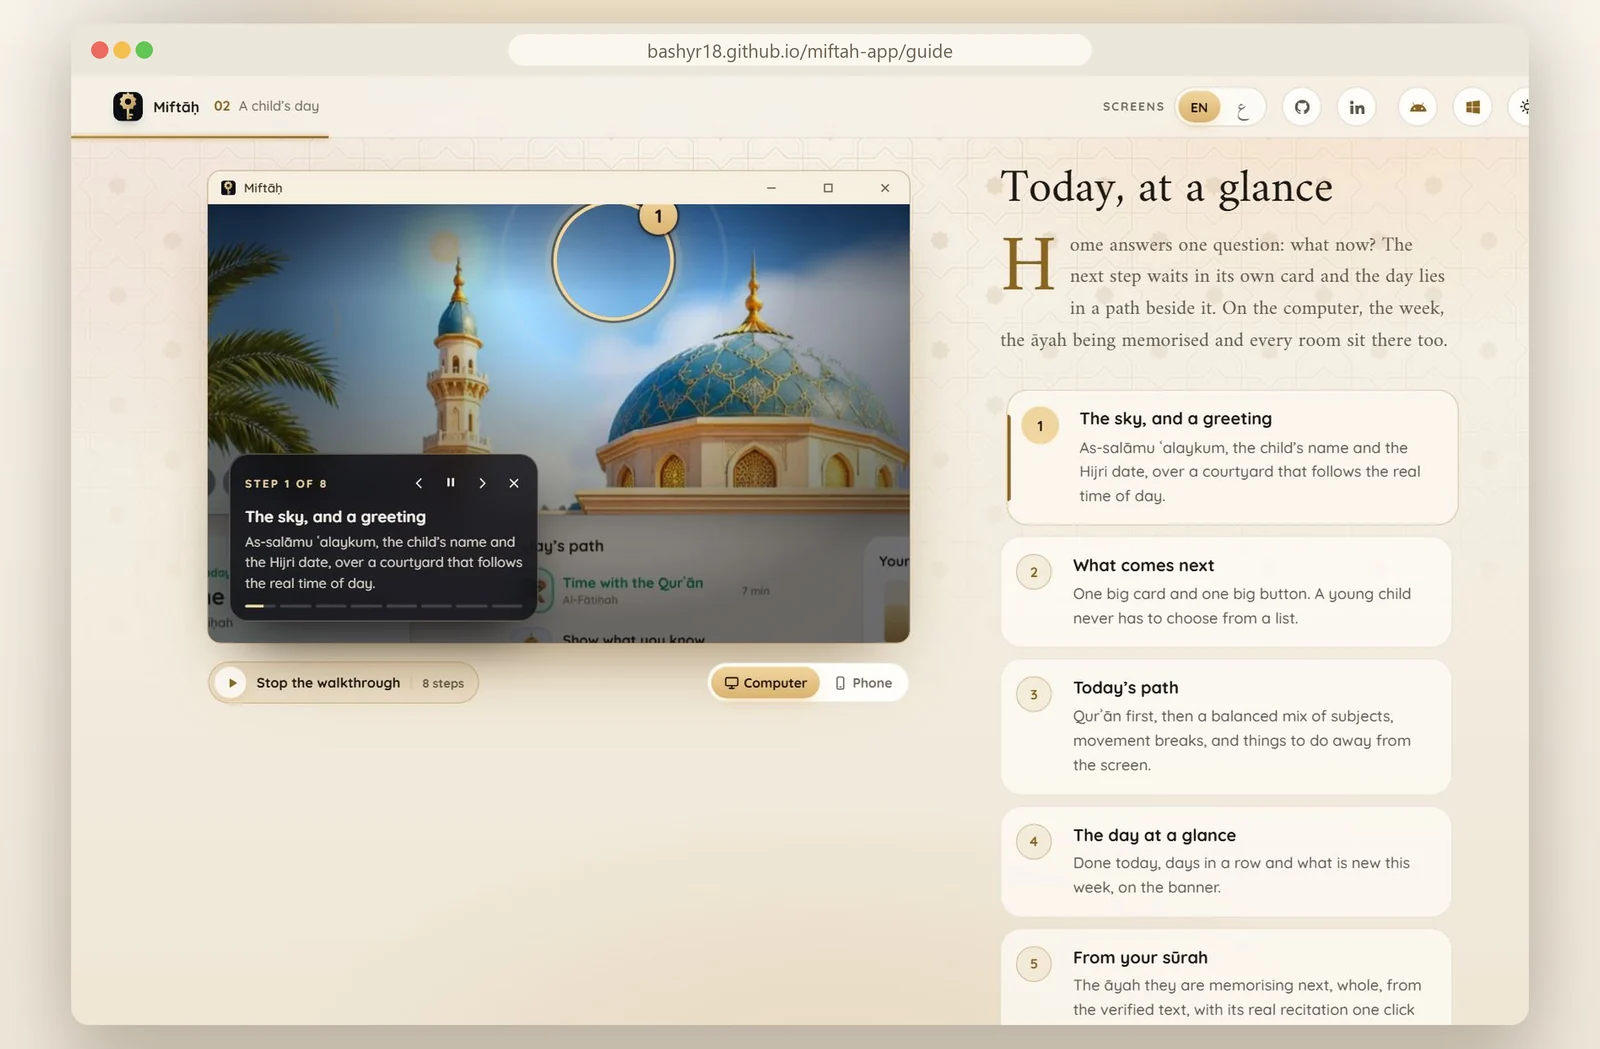 bashyr18.github.io/miftah-app/guide
Miftāḥ 02 A child's day
SCREENS EN ع
Miftāḥ
1
STEP 1 OF 8
The sky, and a greeting
As-salāmu ʿalaykum, the child's name and
the Hijri date, over a courtyard that follows
the real time of day.
ay's path
Time with the Qurʾān
Al-Fātiḥah
7 min
Show what you know
Your
Stop the walkthrough 8 steps
Computer Phone
Today, at a glance
Home answers one question: what now? The
next step waits in its own card and the day lies
in a path beside it. On the computer, the week,
the āyah being memorised and every room sit there too.
1 The sky, and a greeting
As-salāmu ʿalaykum, the child's name and the
Hijri date, over a courtyard that follows the real
time of day.
2 What comes next
One big card and one big button. A young child
never has to choose from a list.
3 Today's path
Qurʾān first, then a balanced mix of subjects,
movement breaks, and things to do away from
the screen.
4 The day at a glance
Done today, days in a row and what is new this
week, on the banner.
5 From your sūrah
The āyah they are memorising next, whole, from
the verified text, with its real recitation one click